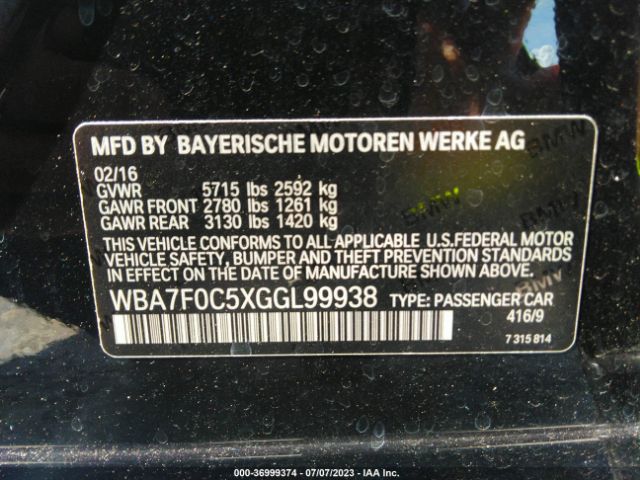 MFD BY BAYERISCHE MOTOREN WERKE AG
02/16
GVWR 5715 lbs 2592 kg
GAWR FRONT 2780 lbs 1261 kg
GAWR REAR 3130 lbs 1420 kg
THIS VEHICLE CONFORMS TO ALL APPLICABLE U.S.FEDERAL MOTOR
VEHICLE SAFETY, BUMPER, AND THEFT PREVENTION STANDARDS
IN EFFECT ON THE DATE OF MANUFACTURE SHOWN ABOVE.
WBA7F0C5XGGL99938 TYPE: PASSENGER CAR
416/9
7 315 814
BMW
BMW
BMW
000-36999374 / 07/07/2023 - IAA Inc.